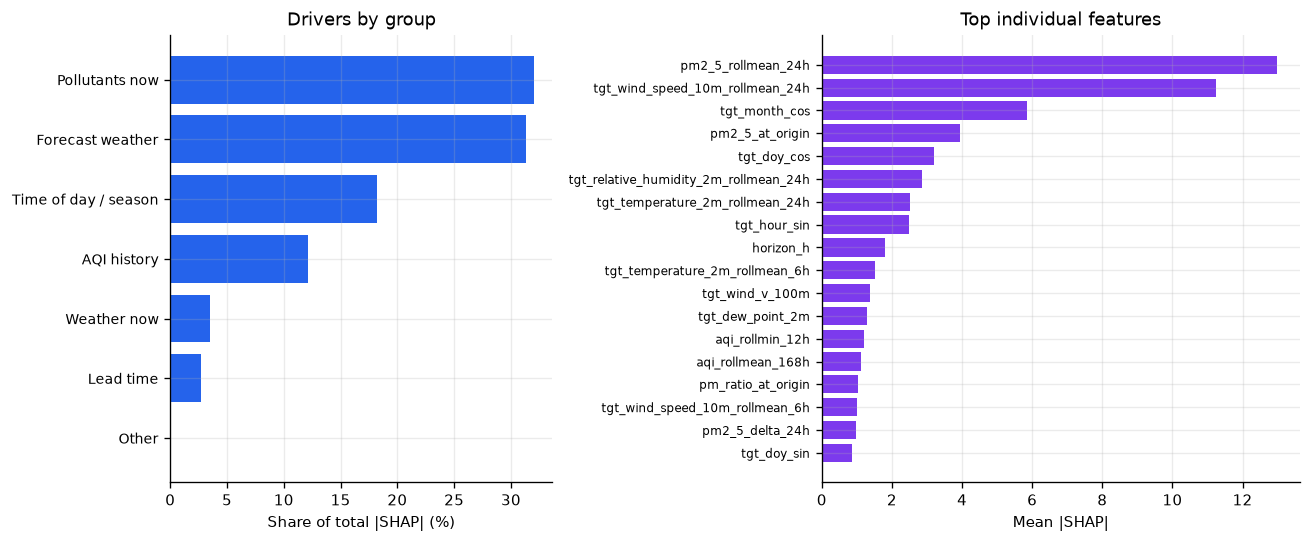 Drivers by group
Pollutants now
Forecast weather
Time of day / season
AQI history
Weather now
Lead time
Other
0 5 10 15 20 25 30
Share of total |SHAP| (%)
Top individual features
pm2_5_rollmean_24h
tgt_wind_speed_10m_rollmean_24h
tgt_month_cos
pm2_5_at_origin
tgt_doy_cos
tgt_relative_humidity_2m_rollmean_24h
tgt_temperature_2m_rollmean_24h
tgt_hour_sin
horizon_h
tgt_temperature_2m_rollmean_6h
tgt_wind_v_100m
tgt_dew_point_2m
aqi_rollmin_12h
aqi_rollmean_168h
pm_ratio_at_origin
tgt_wind_speed_10m_rollmean_6h
pm2_5_delta_24h
tgt_doy_sin
0 2 4 6 8 10 12
Mean |SHAP|